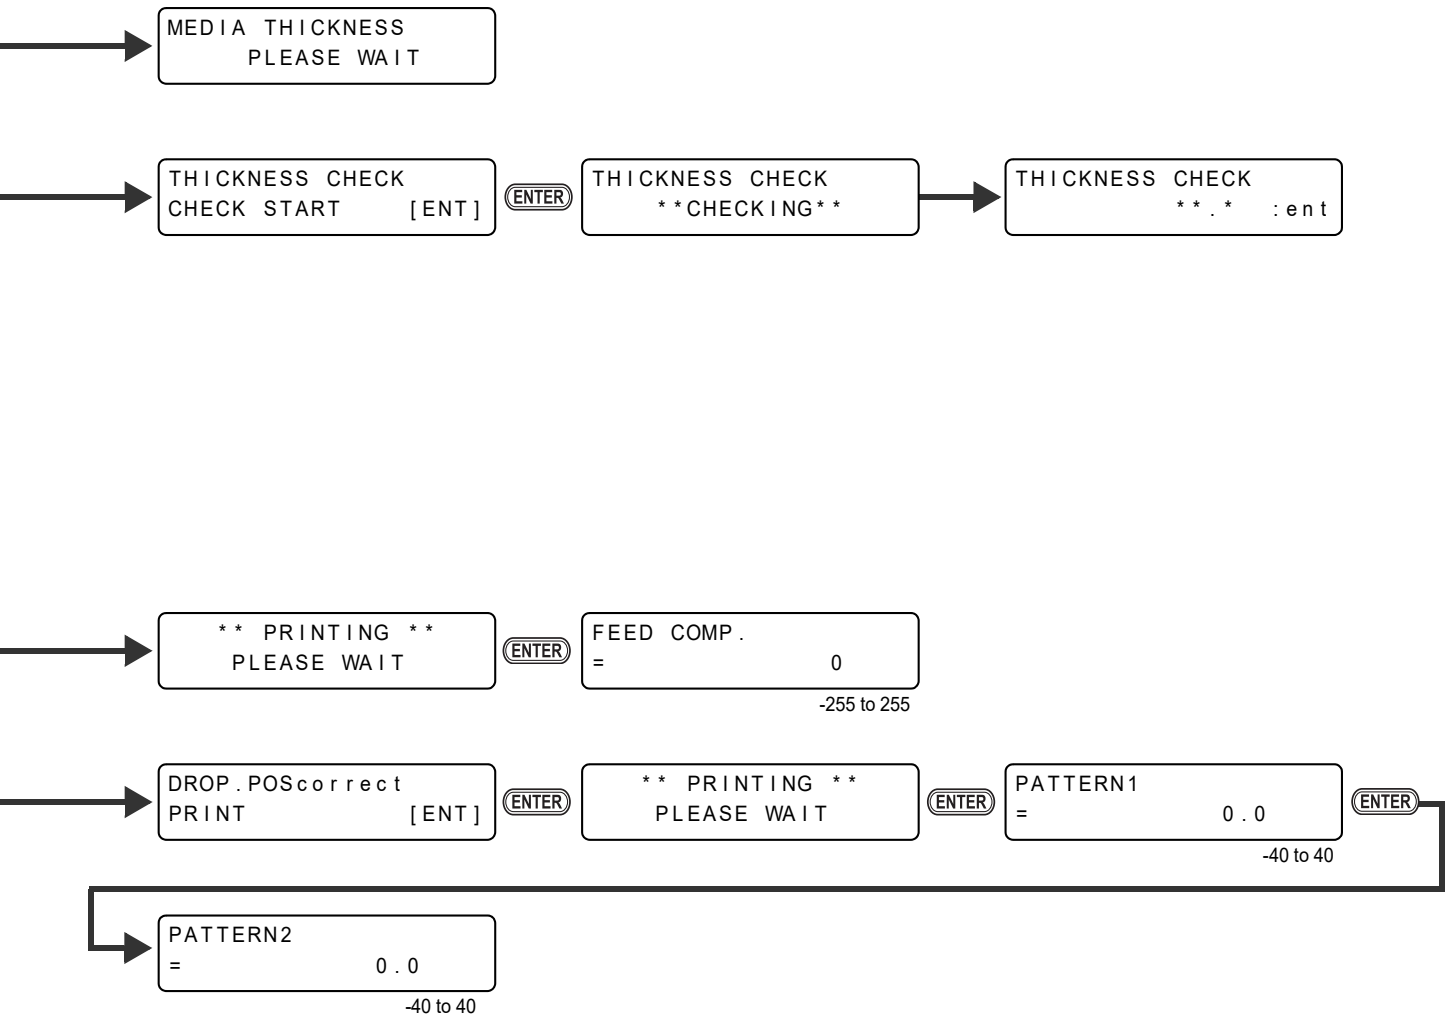 MEDIA THICKNESS
PLEASE WAIT
THICKNESS CHECK
CHECK START [ENT]
ENTER
THICKNESS CHECK
**CHECKING**
THICKNESS CHECK
**.* :ent
** PRINTING **
PLEASE WAIT
ENTER
FEED COMP.
= 0
-255 to 255
DROP.POScorrect
PRINT [ENT]
ENTER
** PRINTING **
PLEASE WAIT
ENTER
PATTERN1
= 0.0
-40 to 40
ENTER
PATTERN2
= 0.0
-40 to 40